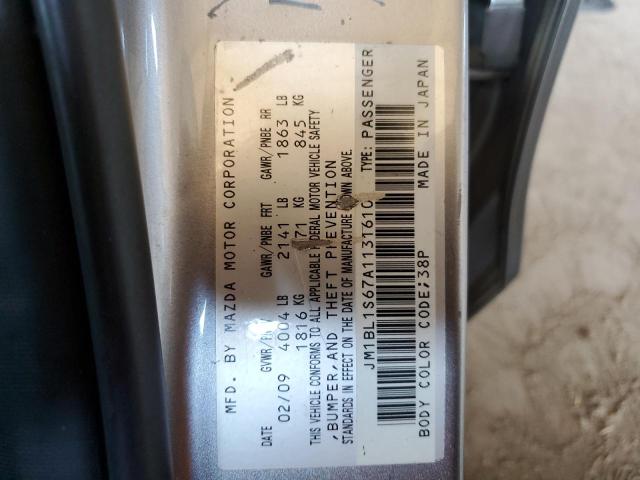 MFD. BY MAZDA MOTOR CORPORATION
DATE GVWR/ GAWR/PNBE FRT GAWR/PNBE RR
02/09 4004 LB 2141 LB 1863 LB
1816 KG 971 KG 845 KG
THIS VEHICLE CONFORMS TO ALL APPLICABLE FEDERAL MOTOR VEHICLE SAFETY
,BUMPER,AND THEFT PREVENTION
STANDARDS IN EFFECT ON THE DATE OF MANUFACTURE SHOWN ABOVE.
JM1BL1S67A1131610 TYPE: PASSENGER
BODY COLOR CODE;38P MADE IN JAPAN